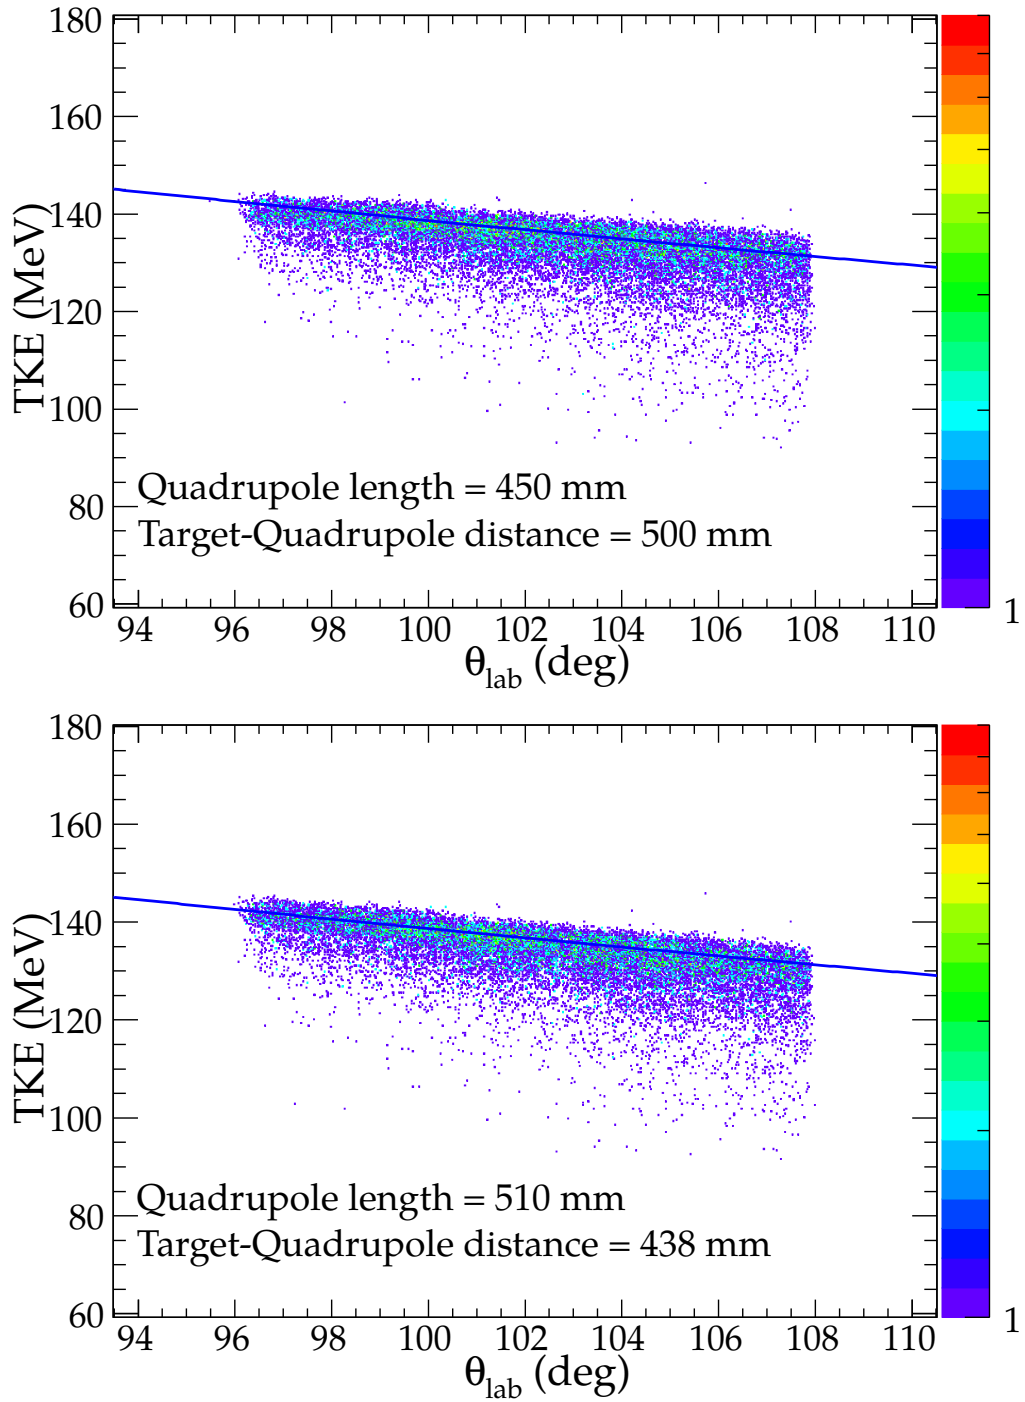 180
160
140
120
100
80
60
TKE (MeV)
Quadrupole length = 450 mm
Target-Quadrupole distance = 500 mm
1
94 96 98 100 102 104 106 108 110
θlab (deg)
180
160
140
120
100
80
60
TKE (MeV)
Quadrupole length = 510 mm
Target-Quadrupole distance = 438 mm
1
94 96 98 100 102 104 106 108 110
θlab (deg)